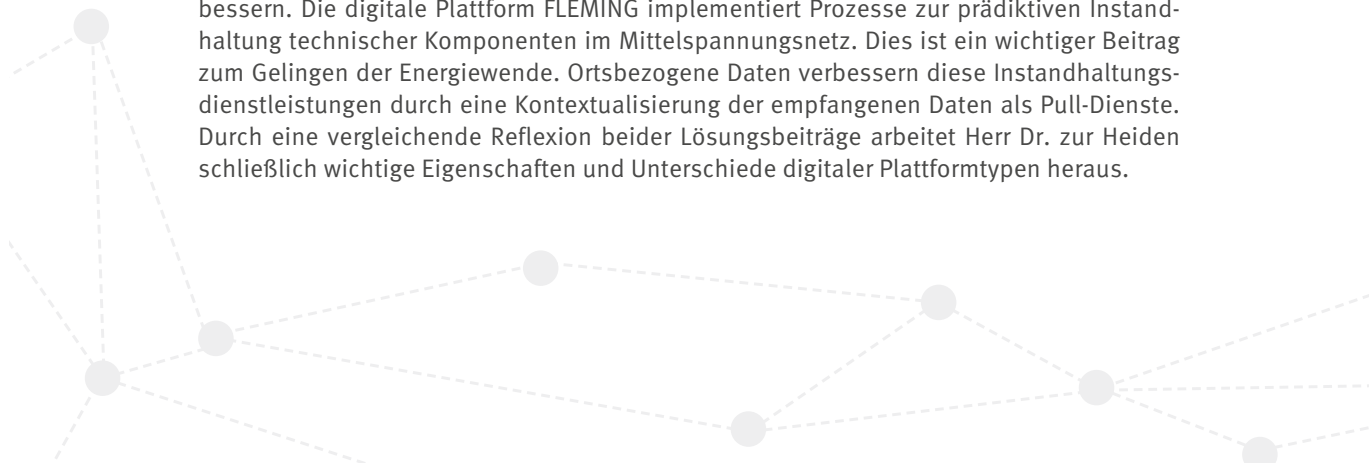 bessern. Die digitale Plattform FLEMING implementiert Prozesse zur prädiktiven Instand-
haltung technischer Komponenten im Mittelspannungsnetz. Dies ist ein wichtiger Beitrag
zum Gelingen der Energiewende. Ortsbezogene Daten verbessern diese Instandhaltungs-
dienstleistungen durch eine Kontextualisierung der empfangenen Daten als Pull-Dienste.
Durch eine vergleichende Reflexion beider Lösungsbeiträge arbeitet Herr Dr. zur Heiden
schließlich wichtige Eigenschaften und Unterschiede digitaler Plattformtypen heraus.